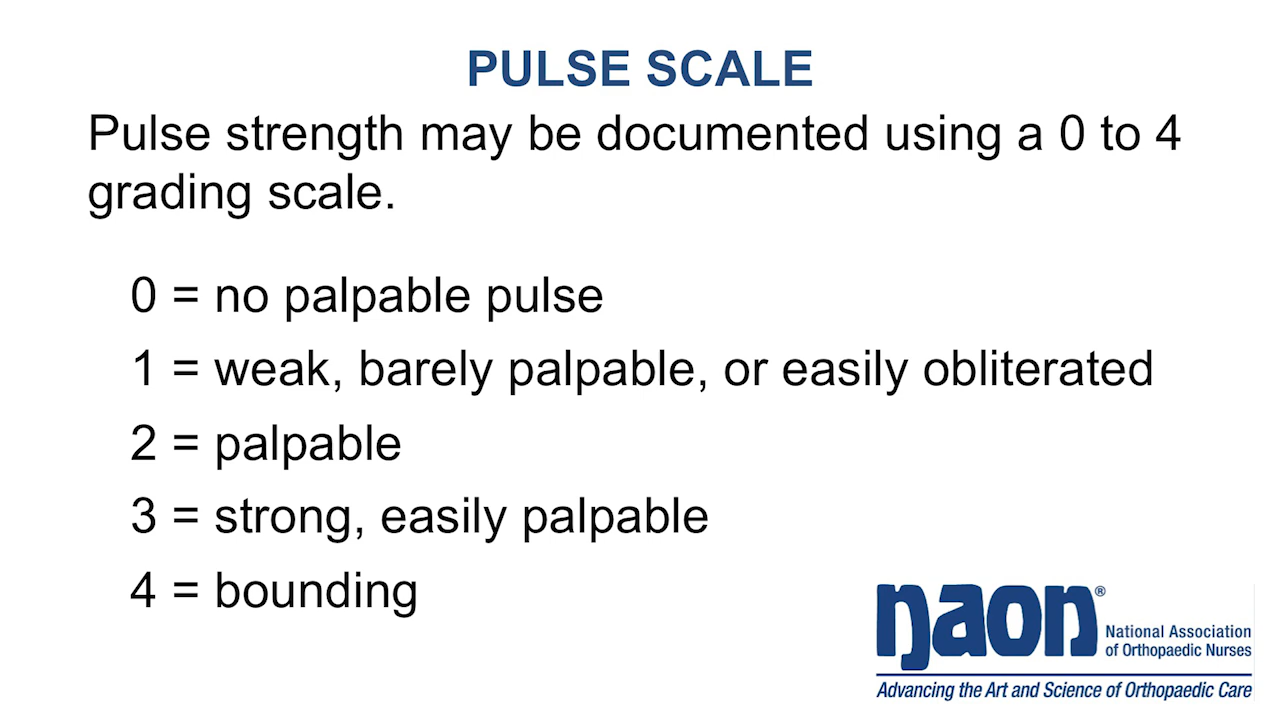 PULSE SCALE
Pulse strength may be documented using a 0 to 4
grading scale.
0 = no palpable pulse
1 = weak, barely palpable, or easily obliterated
2 = palpable
3 = strong, easily palpable
4 = bounding
naon®
National Association
of Orthopaedic Nurses
Advancing the Art and Science of Orthopaedic Care